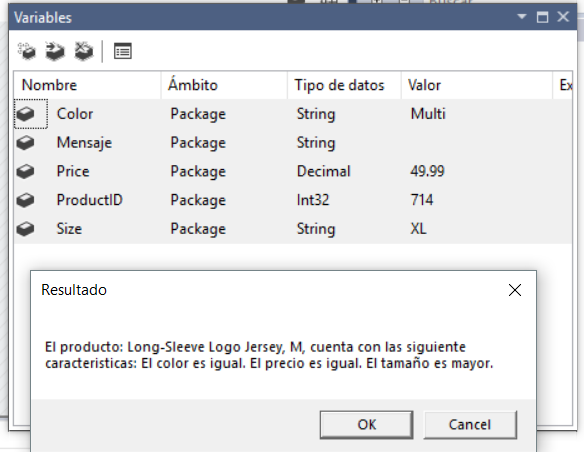 Buscar
Variables
Nombre Ámbito Tipo de datos Valor Ex
Color Package String Multi
Mensaje Package String
Price Package Decimal 49.99
ProductID Package Int32 714
Size Package String XL
Resultado
El producto: Long-Sleeve Logo Jersey, M, cuenta con las siguiente
caracteristicas: El color es igual. El precio es igual. El tamaño es mayor.
OK Cancel